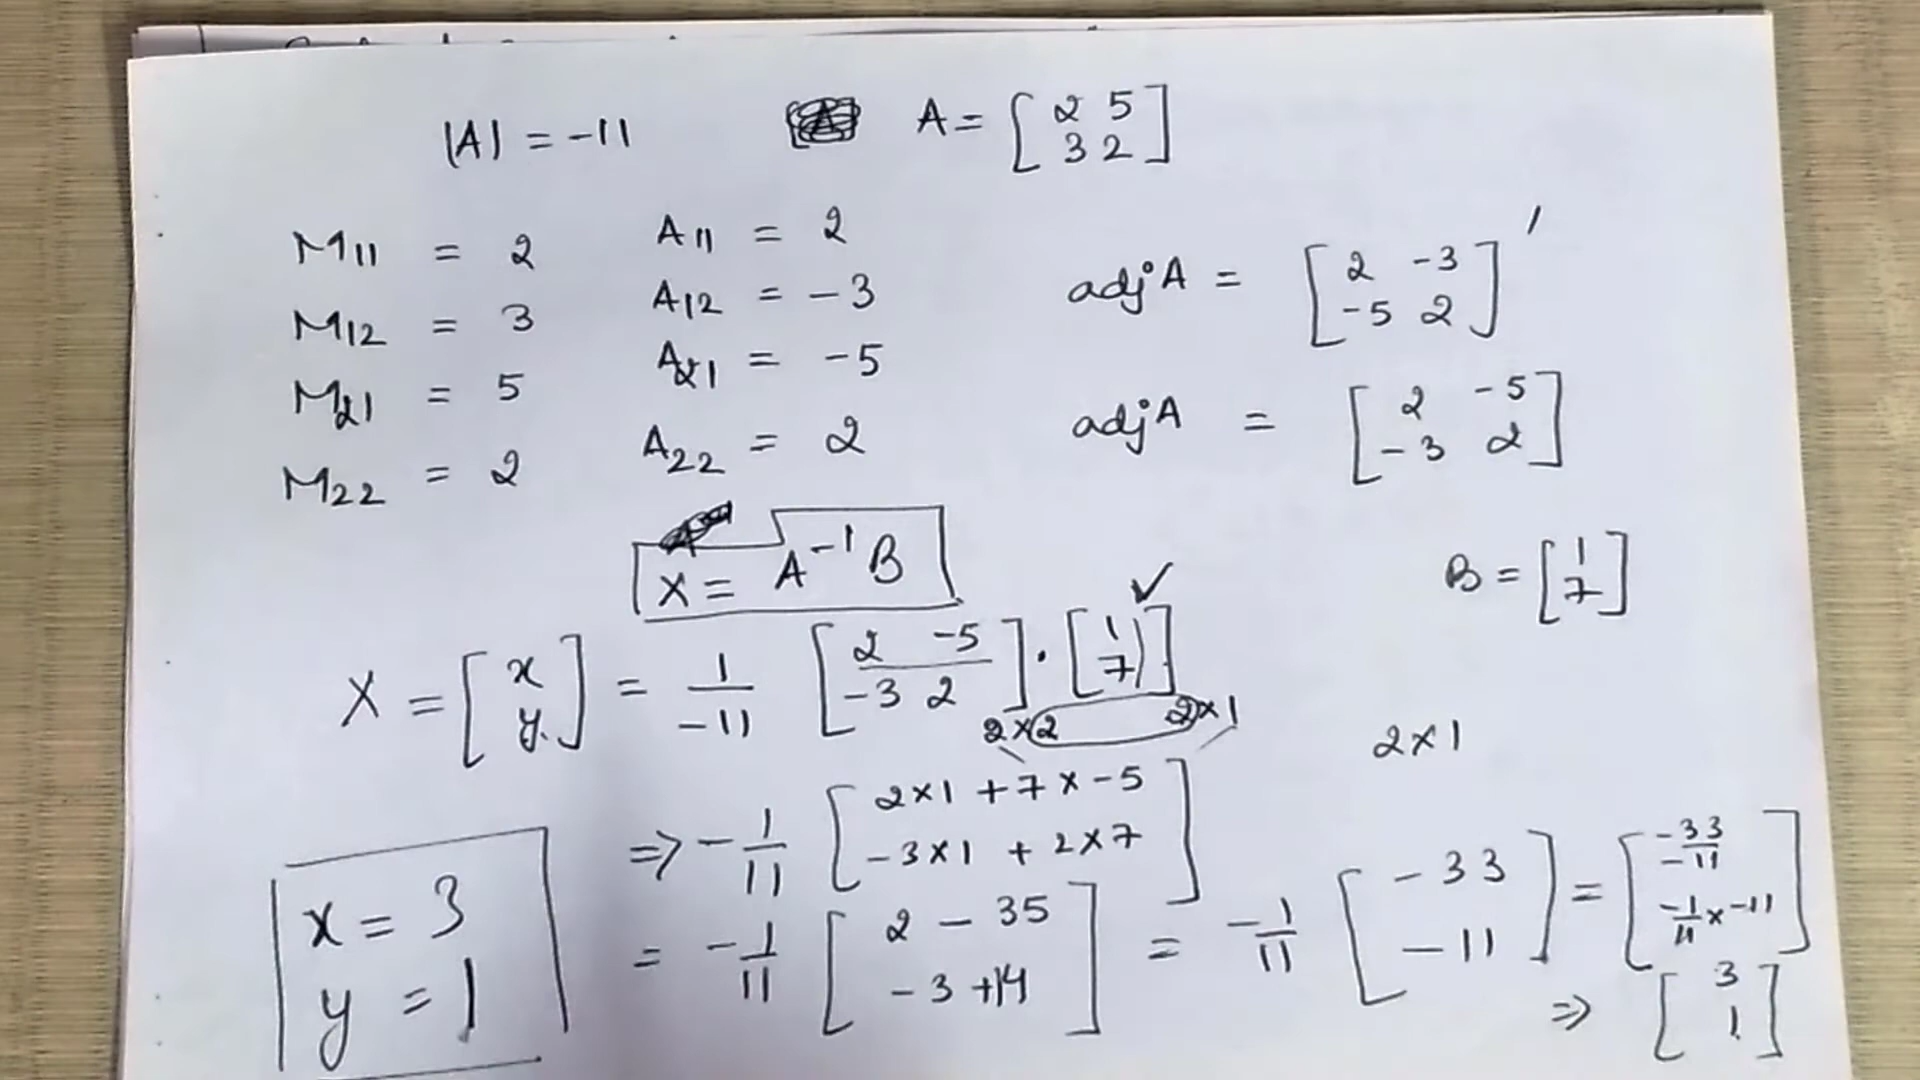 |A| = -11
A = [ 2 5
3 2 ]
M11 = 2
A11 = 2
M12 = 3
A12 = -3
M21 = 5
A21 = -5
M22 = 2
A22 = 2
adj A = [ 2 -3
-5 2 ]'
adj A = [ 2 -5
-3 2 ]
X = A⁻¹ B
B = [ 1
7 ]
X = [ x
y ] = 1/-11 [ 2 -5
-3 2 ] . [ 1
7 ] ✓
2×2 2×1
2×1
⇒ -1/11 [ 2×1 + 7×-5
-3×1 + 2×7 ]
= -1/11 [ 2 - 35
-3 +14 ]
= -1/11 [ -33
-11 ] = [ -33/-11
-1/11 × -11 ]
⇒ [ 3
1 ]
x = 3
y = 1